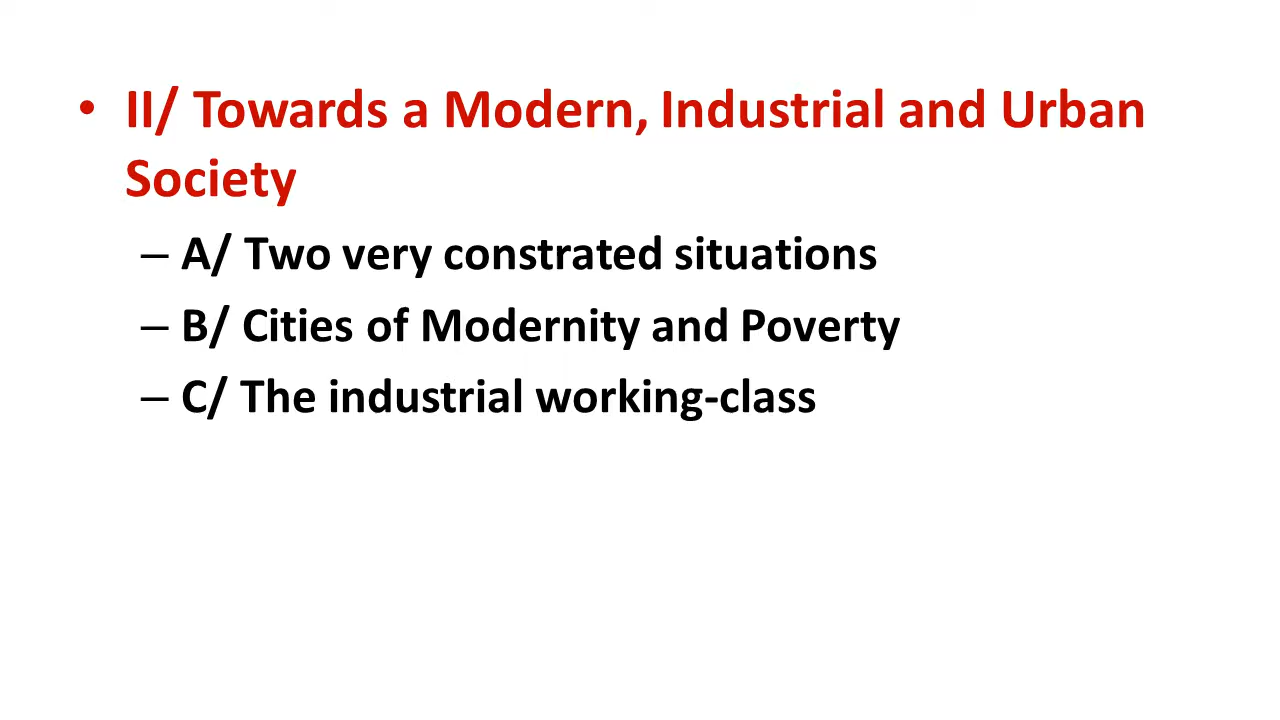 • II/ Towards a Modern, Industrial and Urban
Society
– A/ Two very constrated situations
– B/ Cities of Modernity and Poverty
– C/ The industrial working-class